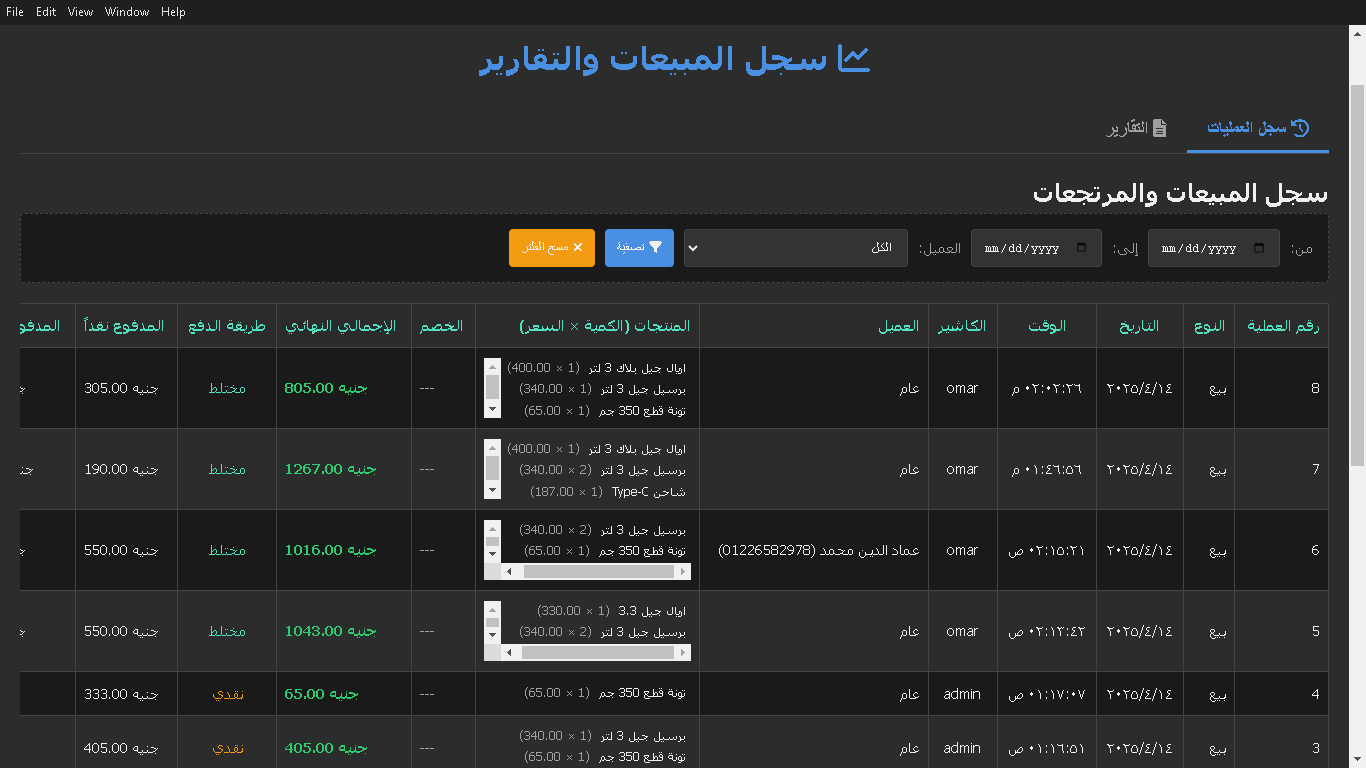 File Edit View Window Help
سجل المبيعات والتقارير
سجل العمليات التقارير
سجل المبيعات والمرتجعات
من: mm/dd/yyyy إلى: mm/dd/yyyy العميل: الكل تصفية مسح الفلتر
رقم العملية النوع التاريخ الوقت الكاشير العميل المنتجات (الكمية × السعر) الخصم الإجمالي النهائي طريقة الدفع المدفوع نقداً المدفو
8 بيع ٢٠٢٥/٤/١٤ ٠٢:٠٢:٢٦ م omar عام
اريال جيل بلاك 3 لتر (1 × 400.00)
برسيل جيل 3 لتر (1 × 340.00)
تونة قطع 350 جم (1 × 65.00)
--- 805.00 جنيه مختلط 305.00 جنيه
7 بيع ٢٠٢٥/٤/١٤ ٠١:٤٦:٥٦ م omar عام
اريال جيل بلاك 3 لتر (1 × 400.00)
برسيل جيل 3 لتر (2 × 340.00)
شاحن Type-C (1 × 187.00)
--- 1267.00 جنيه مختلط 190.00 جنيه
6 بيع ٢٠٢٥/٤/١٤ ٠٢:١٥:٢١ ص omar عماد الدين محمد (01226582978)
برسيل جيل 3 لتر (2 × 340.00)
تونة قطع 350 جم (1 × 65.00)
--- 1016.00 جنيه مختلط 550.00 جنيه
5 بيع ٢٠٢٥/٤/١٤ ٠٢:١٢:٤٢ ص omar عام
اريال جيل 3.3 (1 × 330.00)
برسيل جيل 3 لتر (2 × 340.00)
--- 1043.00 جنيه مختلط 550.00 جنيه
4 بيع ٢٠٢٥/٤/١٤ ٠١:١٧:٠٧ ص admin عام
تونة قطع 350 جم (1 × 65.00)
--- 65.00 جنيه نقدي 333.00 جنيه
3 بيع ٢٠٢٥/٤/١٤ ٠١:١٦:٥١ ص admin عام
برسيل جيل 3 لتر (1 × 340.00)
تونة قطع 350 جم (1 × 65.00)
--- 405.00 جنيه نقدي 405.00 جنيه